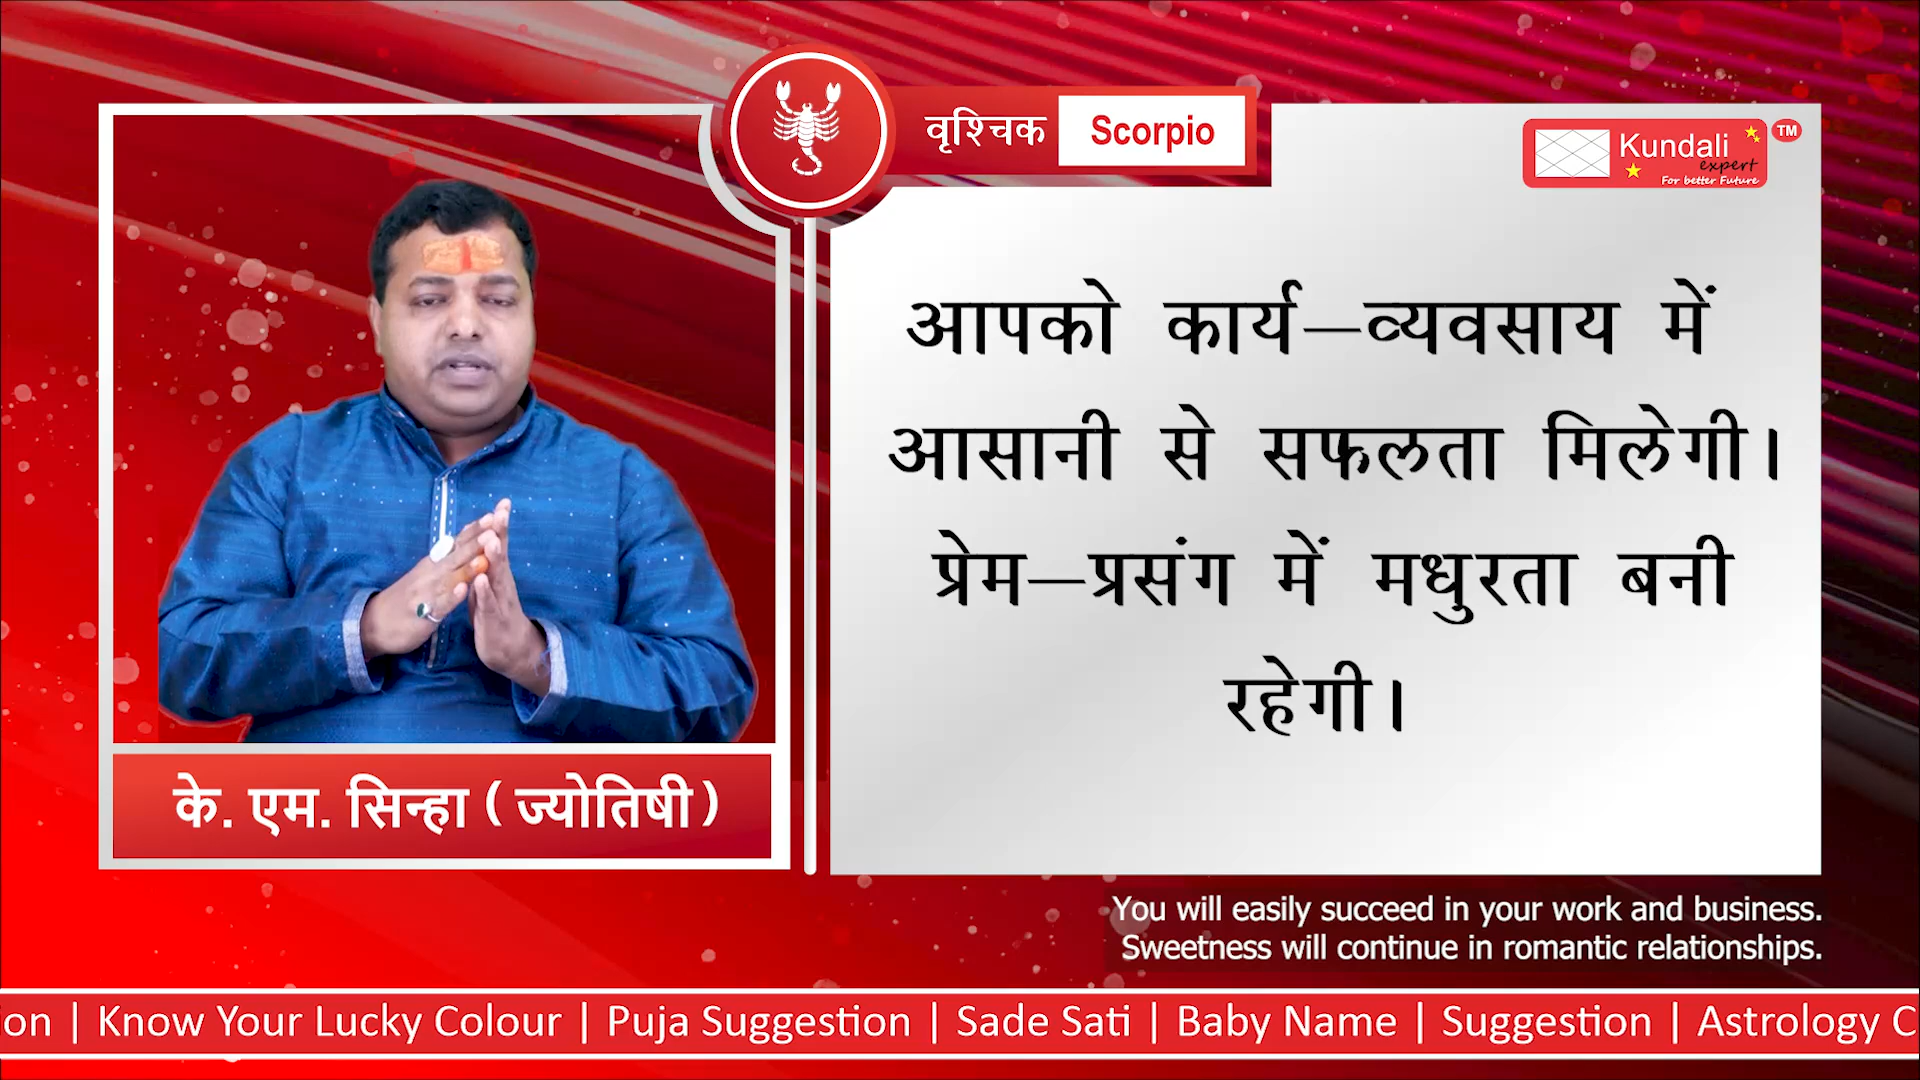 वृश्चिक Scorpio
Kundali TM
expert
For better Future
आपको कार्य–व्यवसाय में
आसानी से सफलता मिलेगी।
प्रेम–प्रसंग में मधुरता बनी
रहेगी।
के. एम. सिन्हा ( ज्योतिषी )
You will easily succeed in your work and business.
Sweetness will continue in romantic relationships.
ion | Know Your Lucky Colour | Puja Suggestion | Sade Sati | Baby Name | Suggestion | Astrology C